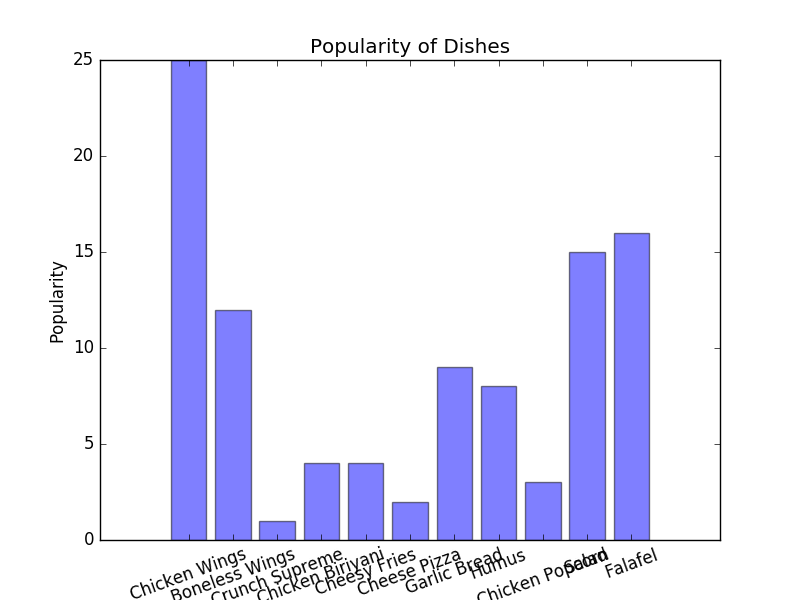 Popularity of Dishes
25
20
15
10
5
0
Popularity
Chicken Wings
Boneless Wings
Crunch Supreme
Chicken Biriyani
Cheesy Fries
Cheese Pizza
Garlic Bread
Humus
Chicken Popcorn
Salad
Falafel